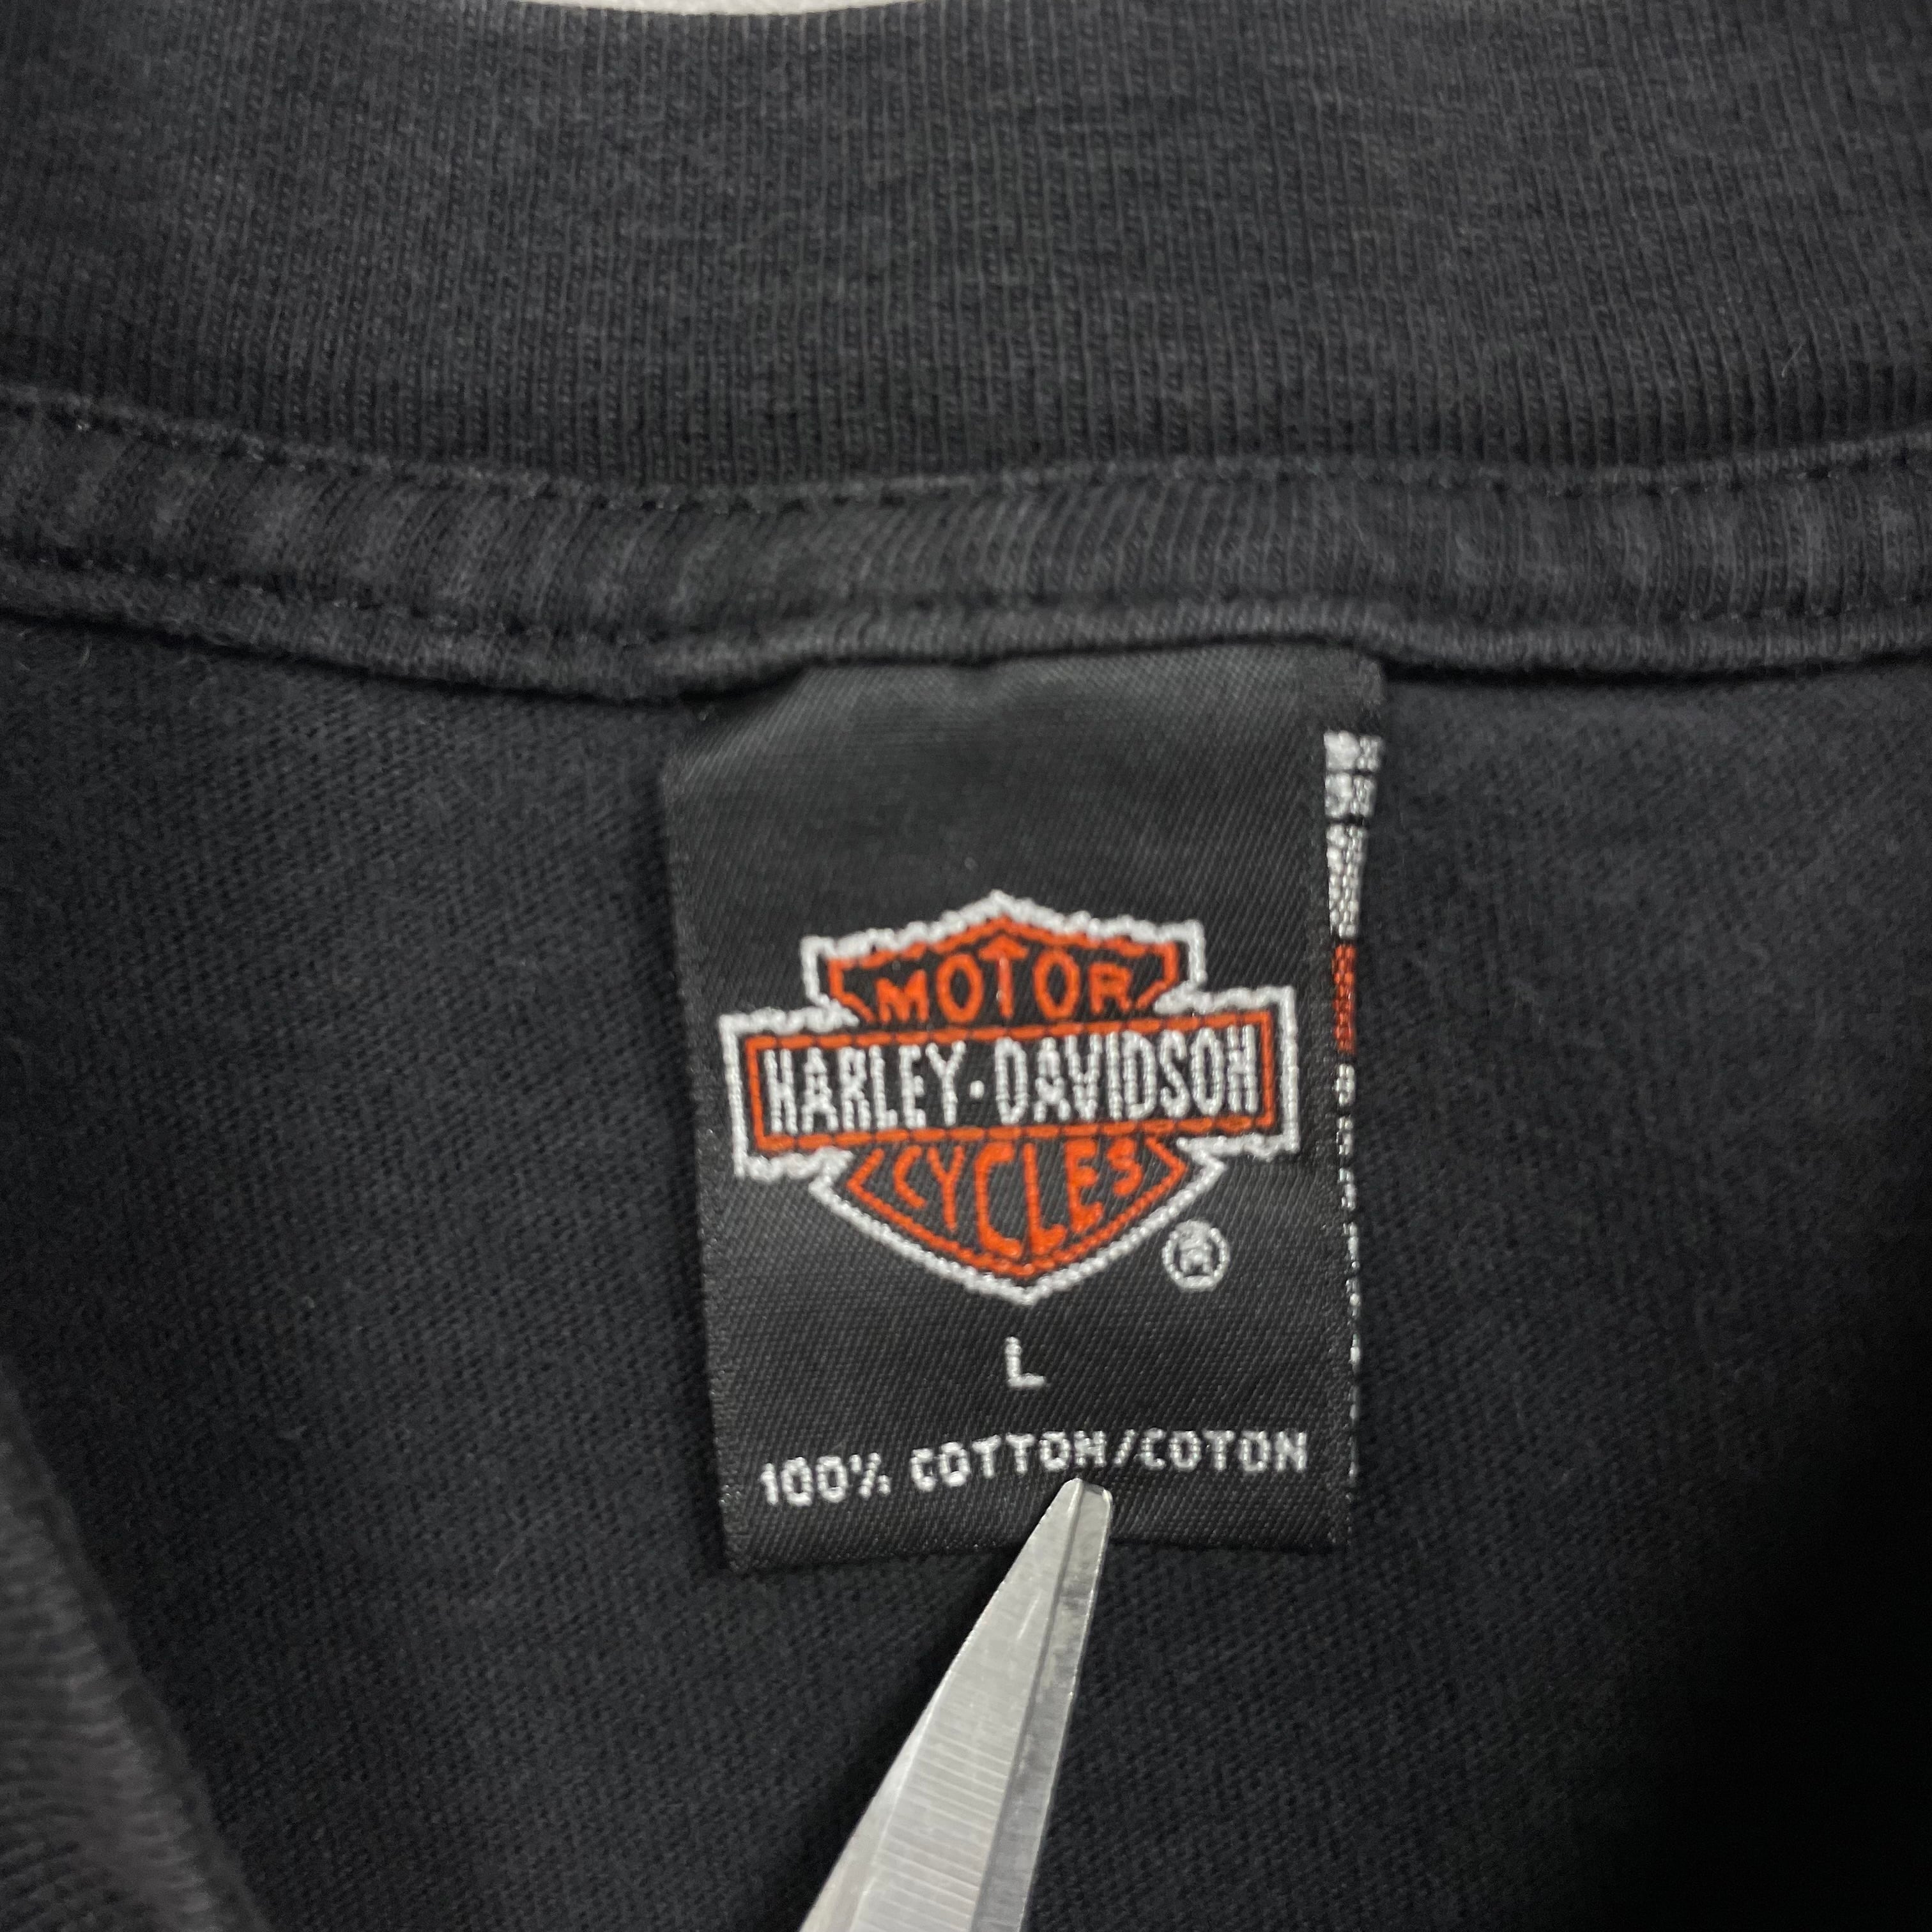 MOTOR
HARLEY-DAVIDSON
CYCLES
®
L
100% COTTON/COTON